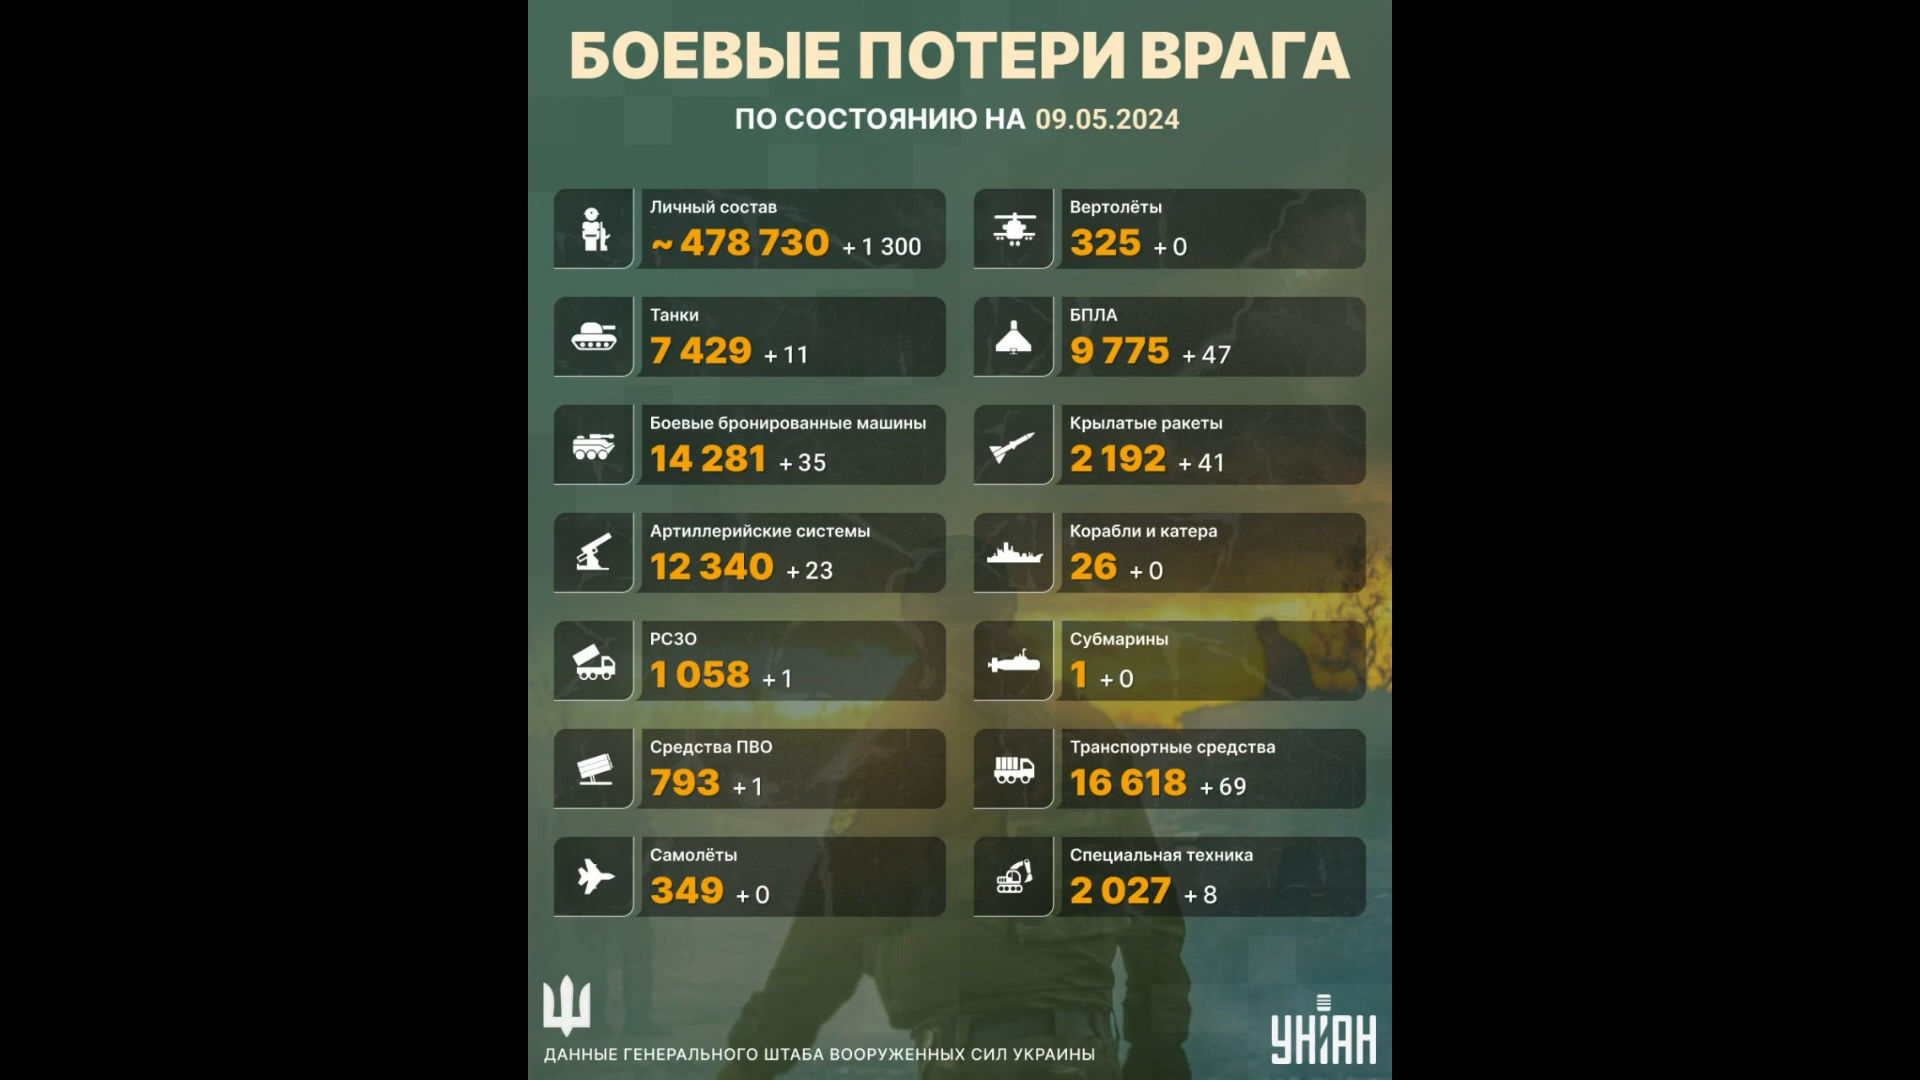 БОЕВЫЕ ПОТЕРИ ВРАГА
ПО СОСТОЯНИЮ НА 09.05.2024
Личный состав
~ 478 730 + 1 300
Танки
7 429 + 11
Боевые бронированные машины
14 281 + 35
Артиллерийские системы
12 340 + 23
РСЗО
1 058 + 1
Средства ПВО
793 + 1
Самолёты
349 + 0
Вертолёты
325 + 0
БПЛА
9 775 + 47
Крылатые ракеты
2 192 + 41
Корабли и катера
26 + 0
Субмарины
1 + 0
Транспортные средства
16 618 + 69
Специальная техника
2 027 + 8
ДАННЫЕ ГЕНЕРАЛЬНОГО ШТАБА ВООРУЖЕННЫХ СИЛ УКРАИНЫ
УНІАН